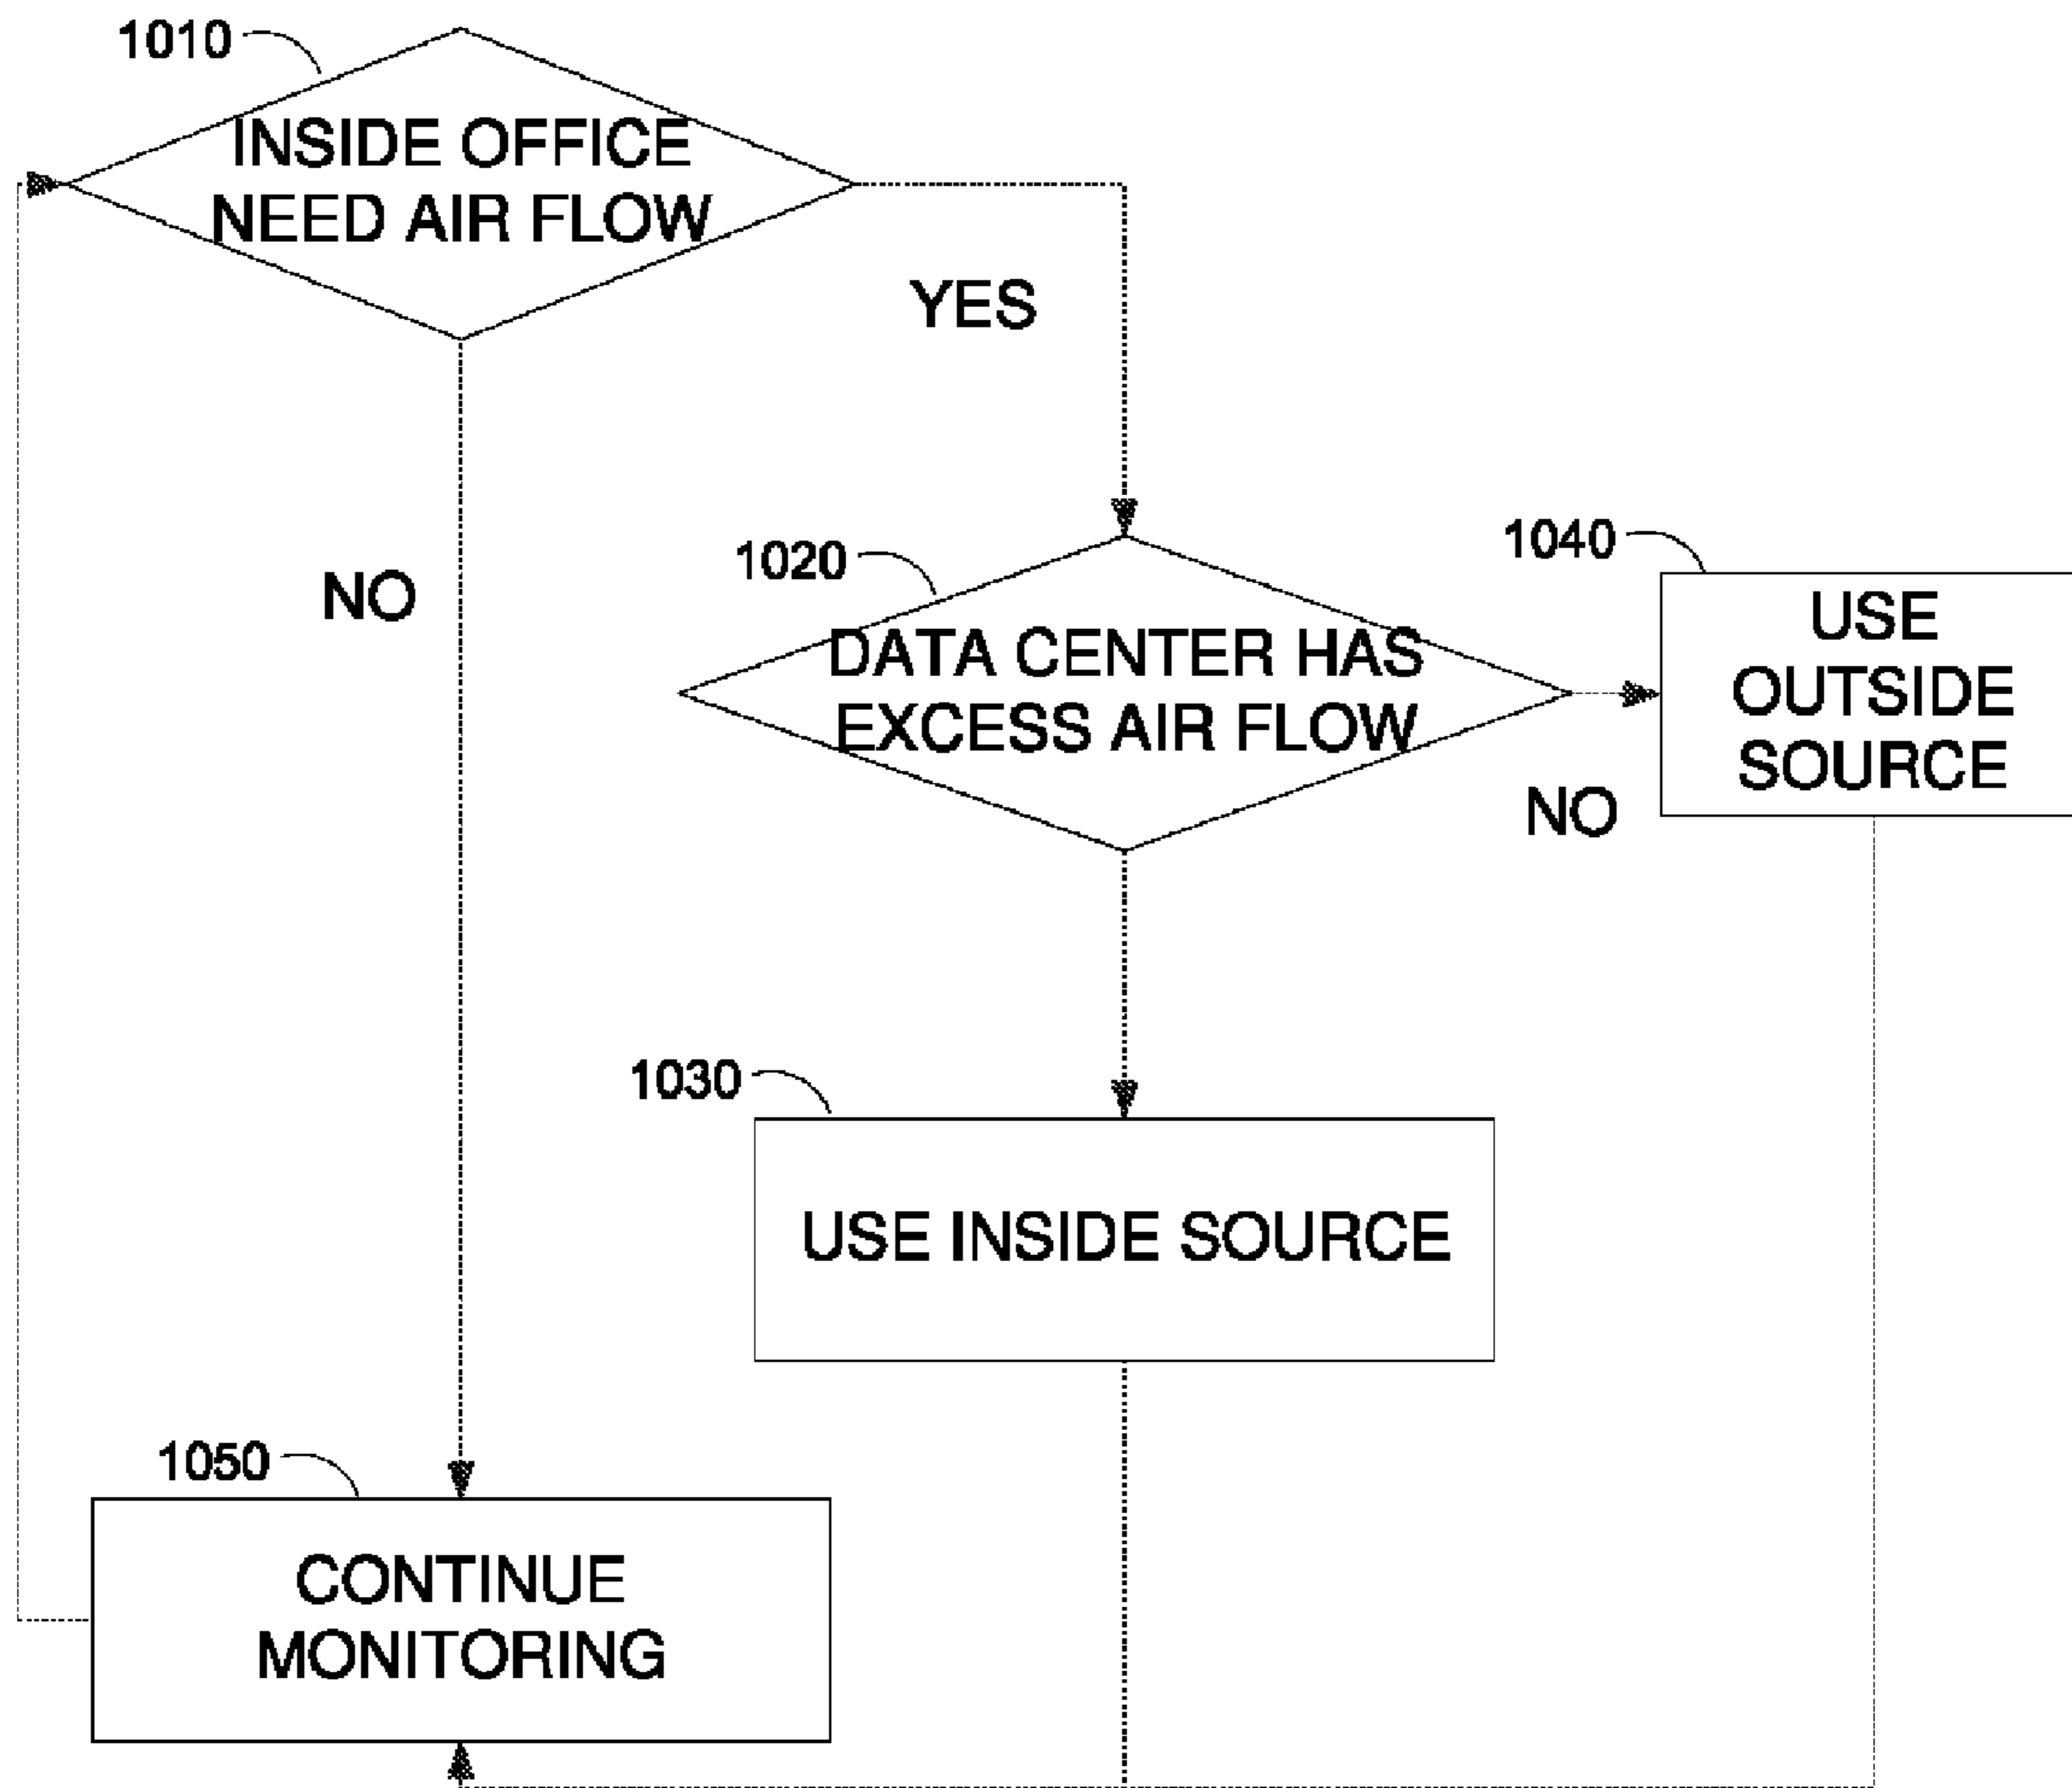 1010
INSIDE OFFICE
NEED AIR FLOW
YES
NO
1020
DATA CENTER HAS
EXCESS AIR FLOW
NO
1040
USE
OUTSIDE
SOURCE
1030
USE INSIDE SOURCE
1050
CONTINUE
MONITORING